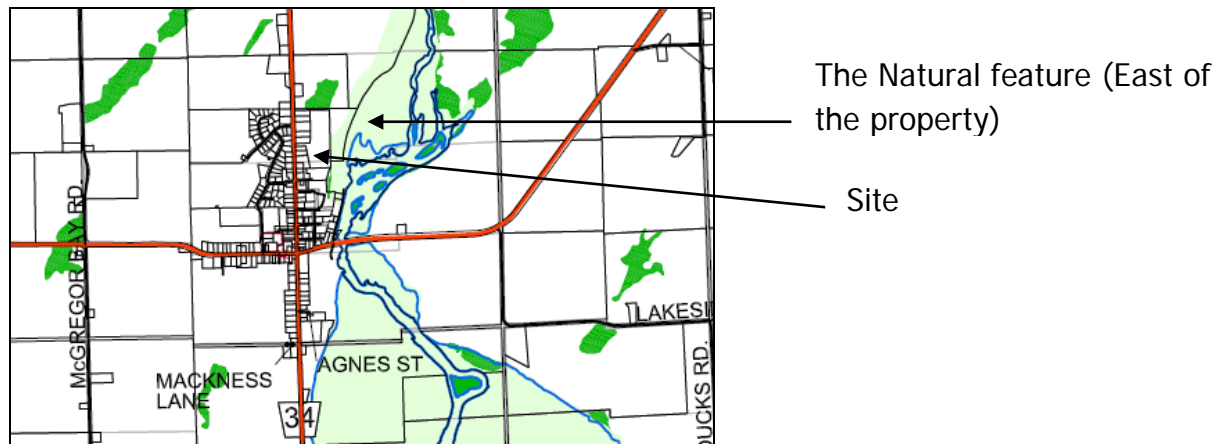 The Natural feature (East of
the property)
Site
McGREGOR BAY RD.
LAKESI
AGNES ST
MACKNESS
LANE
34
DUCKS RD.